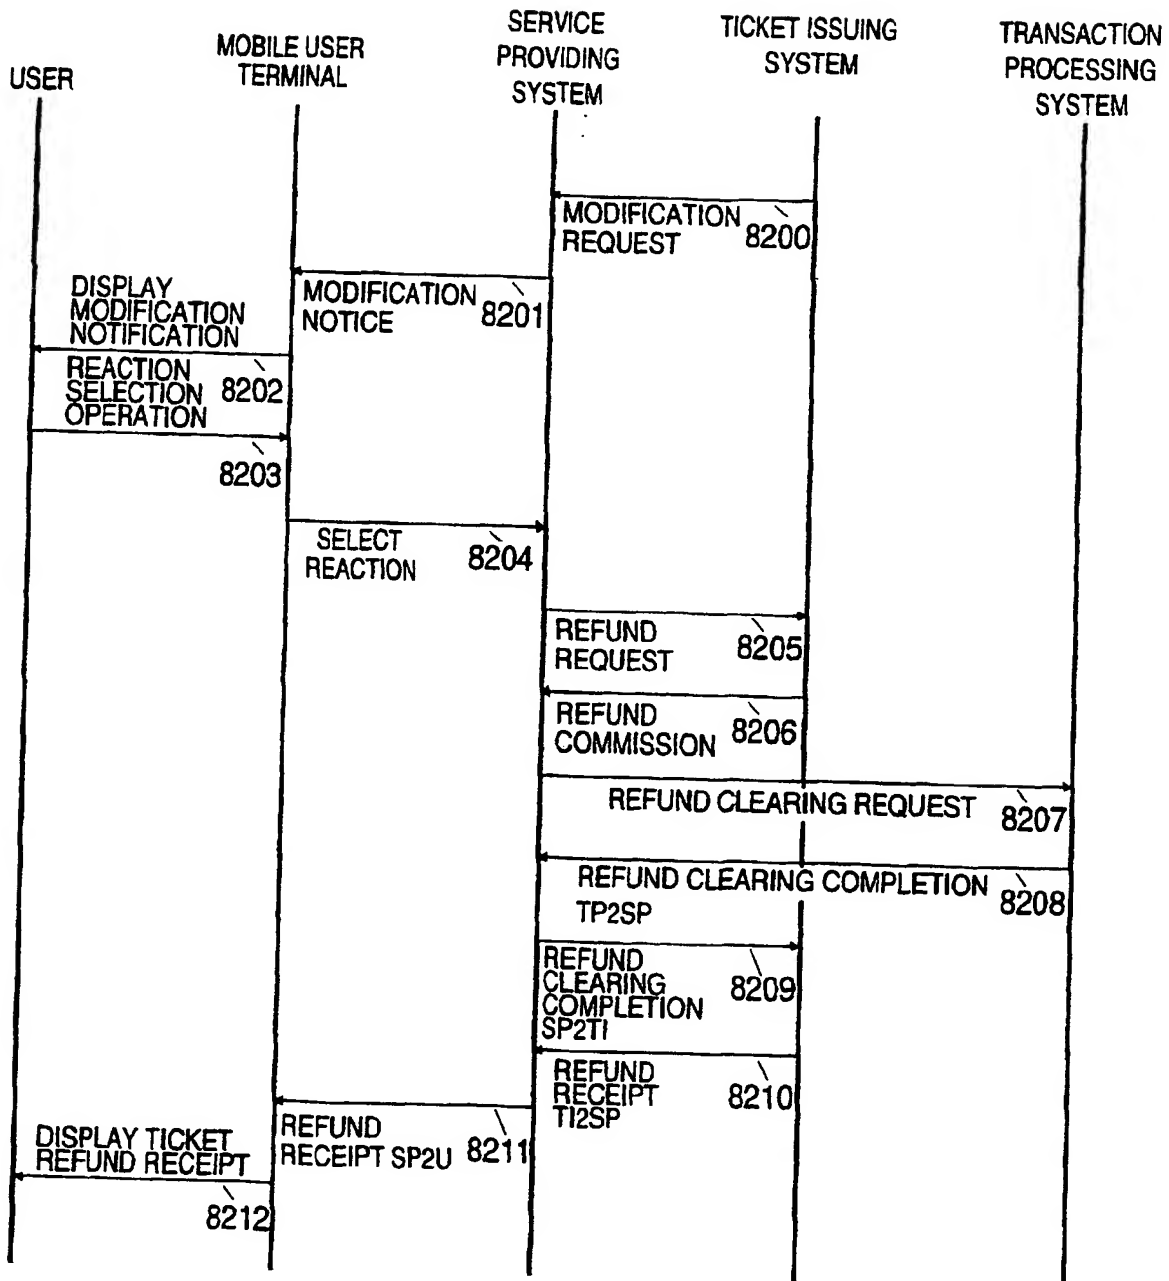 USER
MOBILE USER
TERMINAL
SERVICE
PROVIDING
SYSTEM
TICKET ISSUING
SYSTEM
TRANSACTION
PROCESSING
SYSTEM
MODIFICATION
REQUEST
8200
MODIFICATION
NOTICE
8201
DISPLAY
MODIFICATION
NOTIFICATION
8202
REACTION
SELECTION
OPERATION
8203
SELECT
REACTION
8204
REFUND
REQUEST
8205
REFUND
COMMISSION
8206
REFUND CLEARING REQUEST
8207
REFUND CLEARING COMPLETION
TP2SP
8208
REFUND
CLEARING
COMPLETION
SP2TI
8209
REFUND
RECEIPT
TI2SP
8210
REFUND
RECEIPT SP2U
8211
DISPLAY TICKET
REFUND RECEIPT
8212